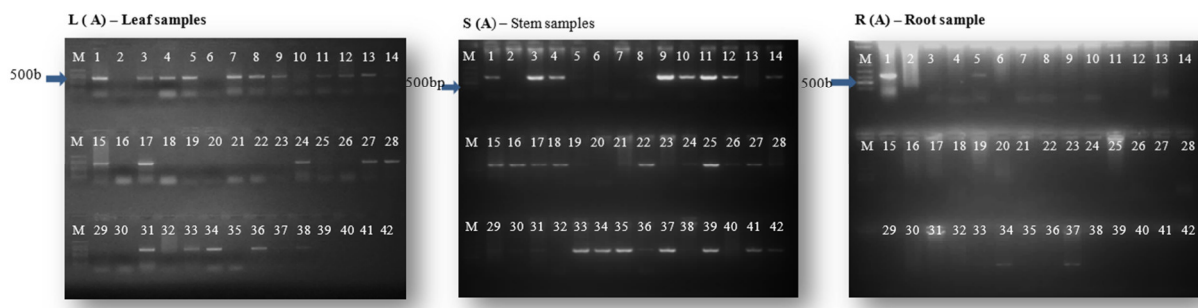 L ( A) – Leaf samples
M 1 2 3 4 5 6 7 8 9 10 11 12 13 14
500b
M 15 16 17 18 19 20 21 22 23 24 25 26 27 28
M 29 30 31 32 33 34 35 36 37 38 39 40 41 42
S (A) – Stem samples
M 1 2 3 4 5 6 7 8 9 10 11 12 13 14
500bp
M 15 16 17 18 19 20 21 22 23 24 25 26 27 28
M 29 30 31 32 33 34 35 36 37 38 39 40 41 42
R (A) – Root sample
M 1 2 3 4 5 6 7 8 9 10 11 12 13 14
500b
M 15 16 17 18 19 20 21 22 23 24 25 26 27 28
29 30 31 32 33 34 35 36 37 38 39 40 41 42